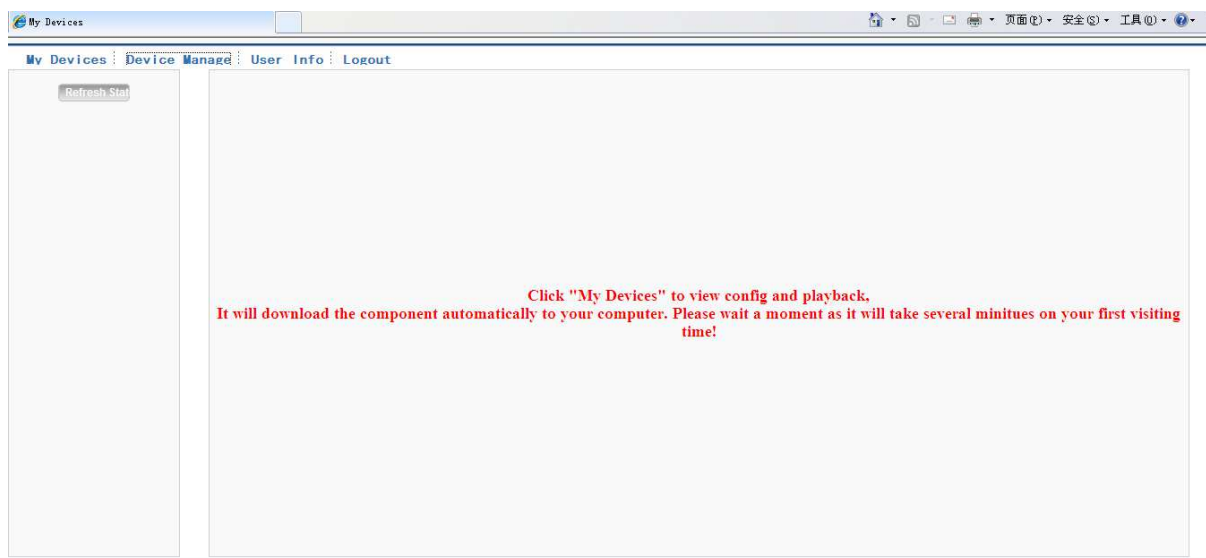 My Devices
页面(P) 安全(S) 工具(O)
My Devices Device Manage User Info Logout
Refresh Stat
Click "My Devices" to view config and playback,
It will download the component automatically to your computer. Please wait a moment as it will take several minitues on your first visiting
time!